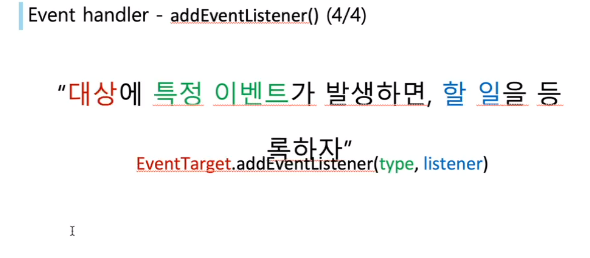 Event handler - addEventListener() (4/4)
“대상에 특정 이벤트가 발생하면, 할 일을 등
록하자”
EventTarget.addEventListener(type, listener)